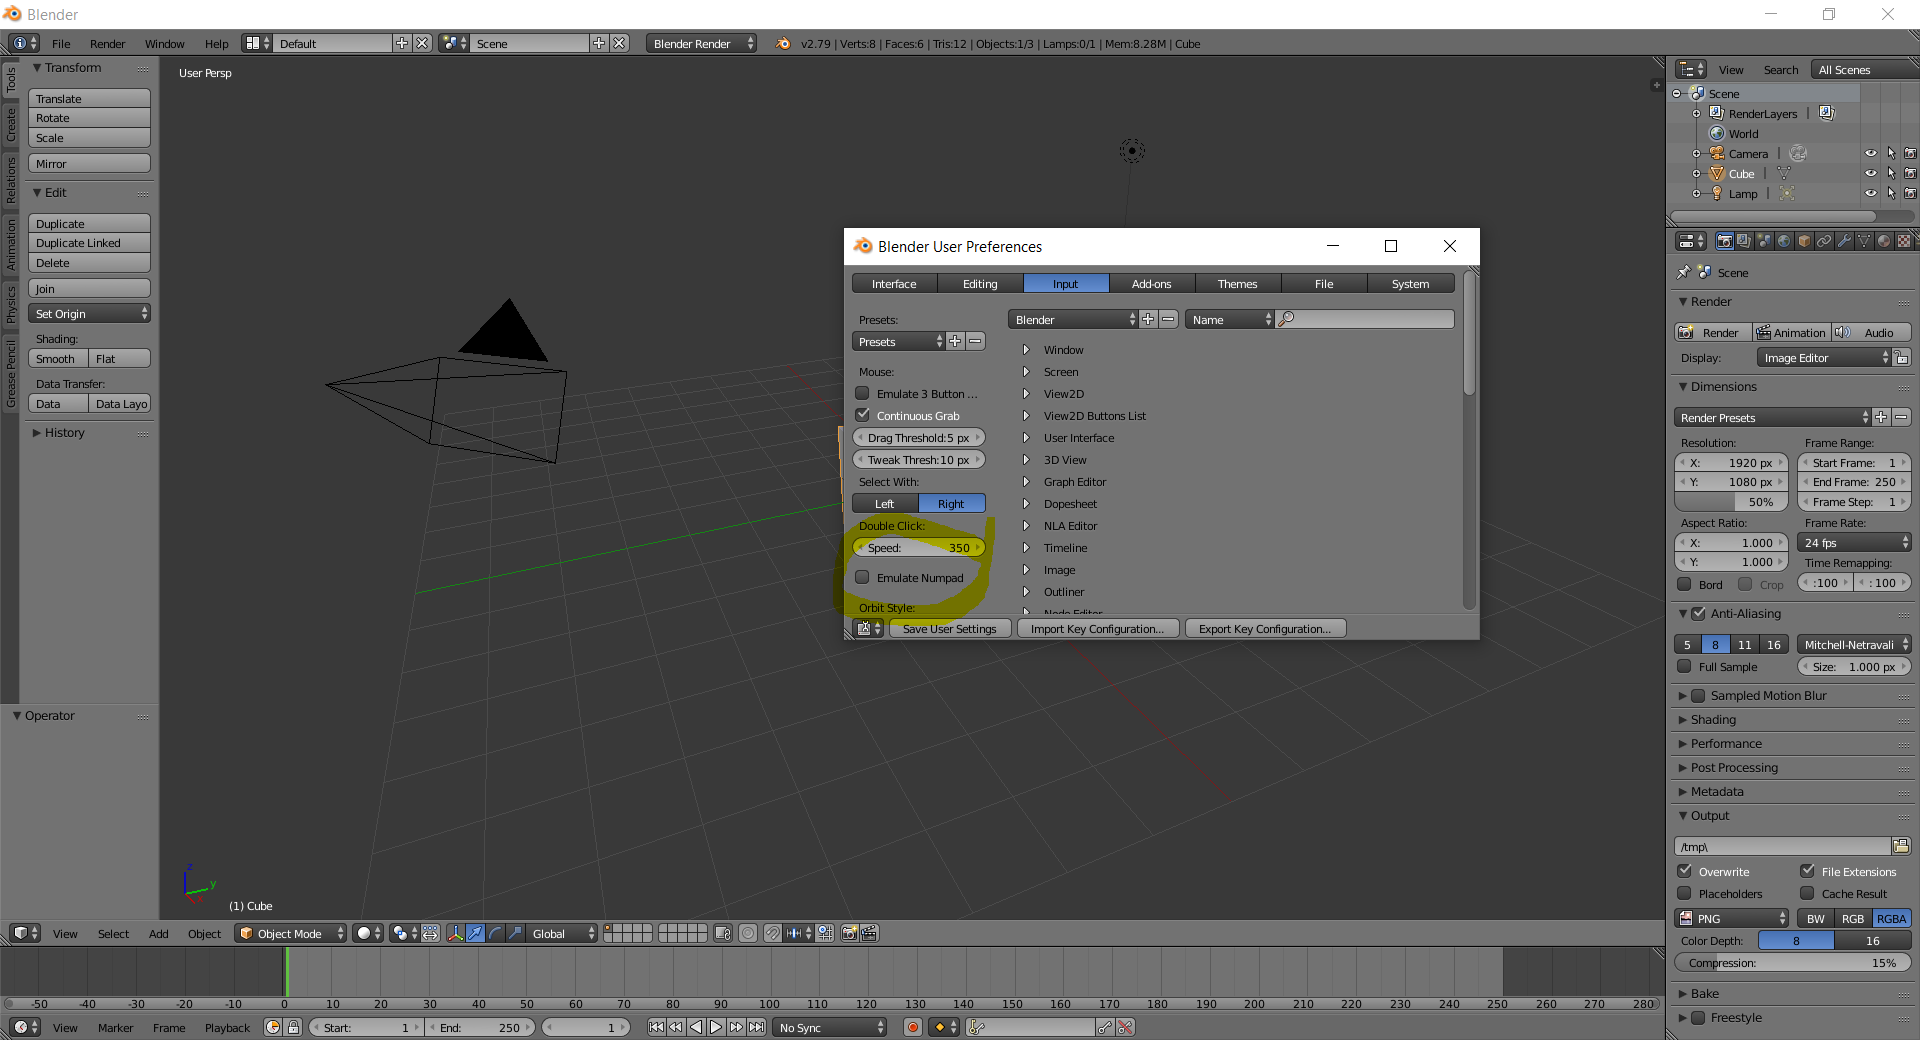 Blender
File Render Window Help Default Scene Blender Render v2.79 | Verts:8 | Faces:6 | Tris:12 | Objects:1/3 | Lamps:0/1 | Mem:8.28M | Cube
Tools
Create
Relations
Animation
Physics
Grease Pencil
Transform
Translate
Rotate
Scale
Mirror
Edit
Duplicate
Duplicate Linked
Delete
Join
Set Origin
Shading:
Smooth Flat
Data Transfer:
Data Data Layo
History
Operator
User Persp
z
y
x
(1) Cube
Blender User Preferences
Interface Editing Input Add-ons Themes File System
Presets:
Presets
Mouse:
Emulate 3 Button ...
Continuous Grab
Drag Threshold:5 px
Tweak Thresh:10 px
Select With:
Left Right
Double Click:
Speed: 350
Emulate Numpad
Orbit Style:
Blender Name
Window
Screen
View2D
View2D Buttons List
User Interface
3D View
Graph Editor
Dopesheet
NLA Editor
Timeline
Image
Outliner
Node Editor
Save User Settings Import Key Configuration... Export Key Configuration...
View Search All Scenes
Scene
RenderLayers
World
Camera
Cube
Lamp
Scene
Render
Render Animation Audio
Display: Image Editor
Dimensions
Render Presets
Resolution: Frame Range:
X: 1920 px Start Frame: 1
Y: 1080 px End Frame: 250
50% Frame Step: 1
Aspect Ratio: Frame Rate:
X: 1.000 24 fps
Y: 1.000 Time Remapping:
Bord Crop :100 : 100
Anti-Aliasing
5 8 11 16 Mitchell-Netravali
Full Sample Size: 1.000 px
Sampled Motion Blur
Shading
Performance
Post Processing
Metadata
Output
/tmp\
Overwrite File Extensions
Placeholders Cache Result
PNG BW RGB RGBA
Color Depth: 8 16
Compression: 15%
Bake
Freestyle
View Select Add Object Object Mode Global
-50 -40 -30 -20 -10 0 10 20 30 40 50 60 70 80 90 100 110 120 130 140 150 160 170 180 190 200 210 220 230 240 250 260 270 280
View Marker Frame Playback Start: 1 End: 250 1 No Sync